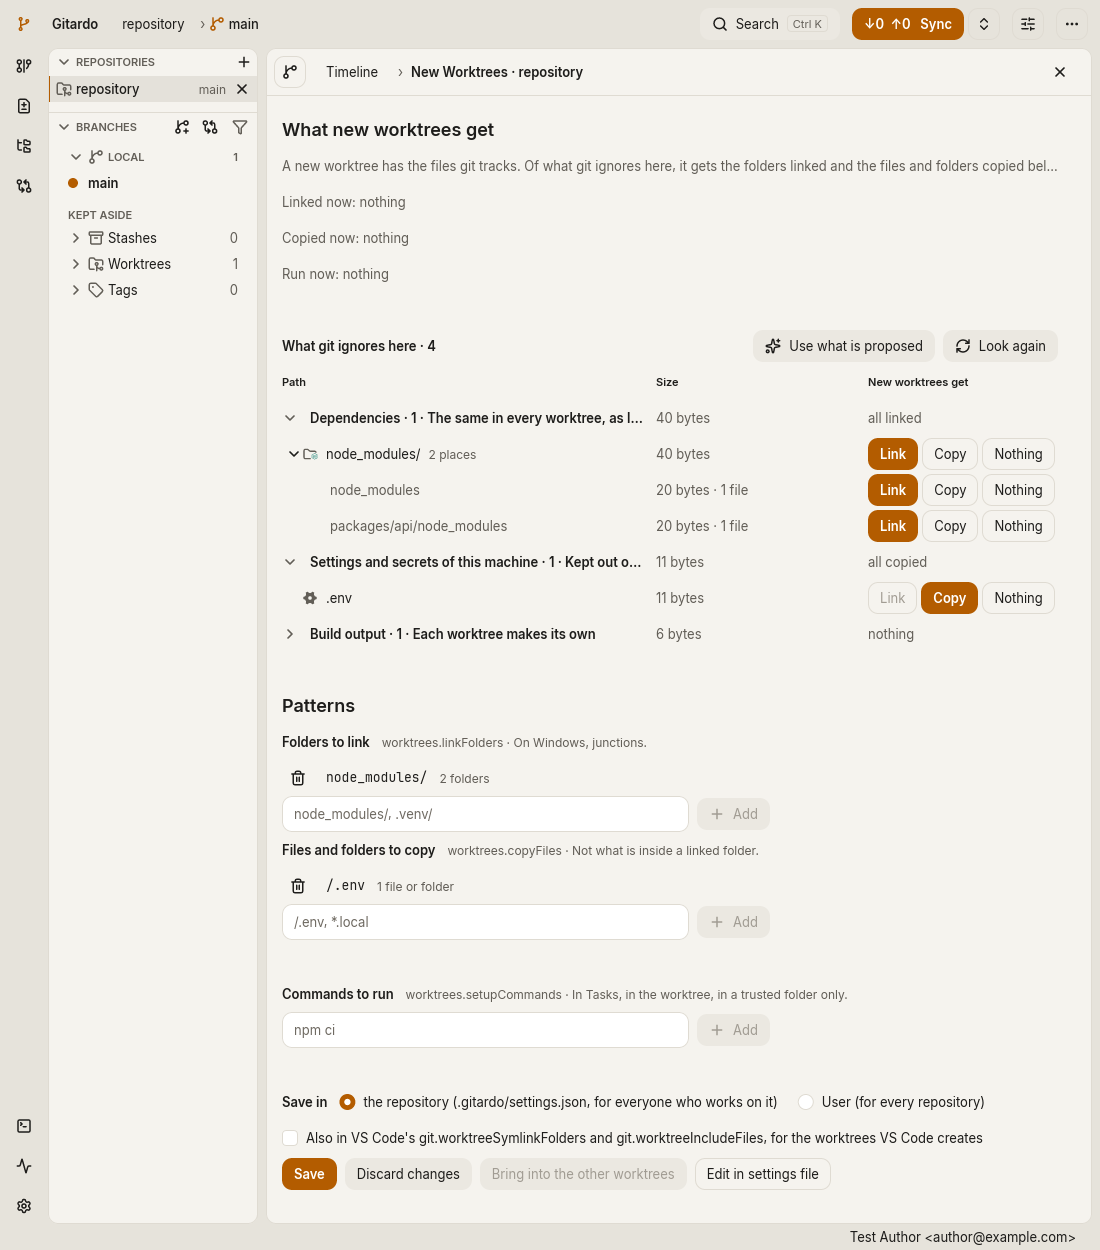 Gitardo repository › main Search Ctrl K ↓0 ↑0 Sync
REPOSITORIES
repository main
BRANCHES
LOCAL 1
main
KEPT ASIDE
Stashes 0
Worktrees 1
Tags 0
Timeline › New Worktrees · repository
What new worktrees get
A new worktree has the files git tracks. Of what git ignores here, it gets the folders linked and the files and folders copied bel...
Linked now: nothing
Copied now: nothing
Run now: nothing
What git ignores here · 4 Use what is proposed Look again
Path Size New worktrees get
Dependencies · 1 · The same in every worktree, as l... 40 bytes all linked
node_modules/ 2 places 40 bytes Link Copy Nothing
node_modules 20 bytes · 1 file Link Copy Nothing
packages/api/node_modules 20 bytes · 1 file Link Copy Nothing
Settings and secrets of this machine · 1 · Kept out o... 11 bytes all copied
.env 11 bytes Link Copy Nothing
Build output · 1 · Each worktree makes its own 6 bytes nothing
Patterns
Folders to link worktrees.linkFolders · On Windows, junctions.
node_modules/ 2 folders
node_modules/, .venv/ Add
Files and folders to copy worktrees.copyFiles · Not what is inside a linked folder.
/.env 1 file or folder
/.env, *.local Add
Commands to run worktrees.setupCommands · In Tasks, in the worktree, in a trusted folder only.
npm ci Add
Save in the repository (.gitardo/settings.json, for everyone who works on it) User (for every repository)
Also in VS Code's git.worktreeSymlinkFolders and git.worktreeIncludeFiles, for the worktrees VS Code creates
Save Discard changes Bring into the other worktrees Edit in settings file
Test Author <author@example.com>